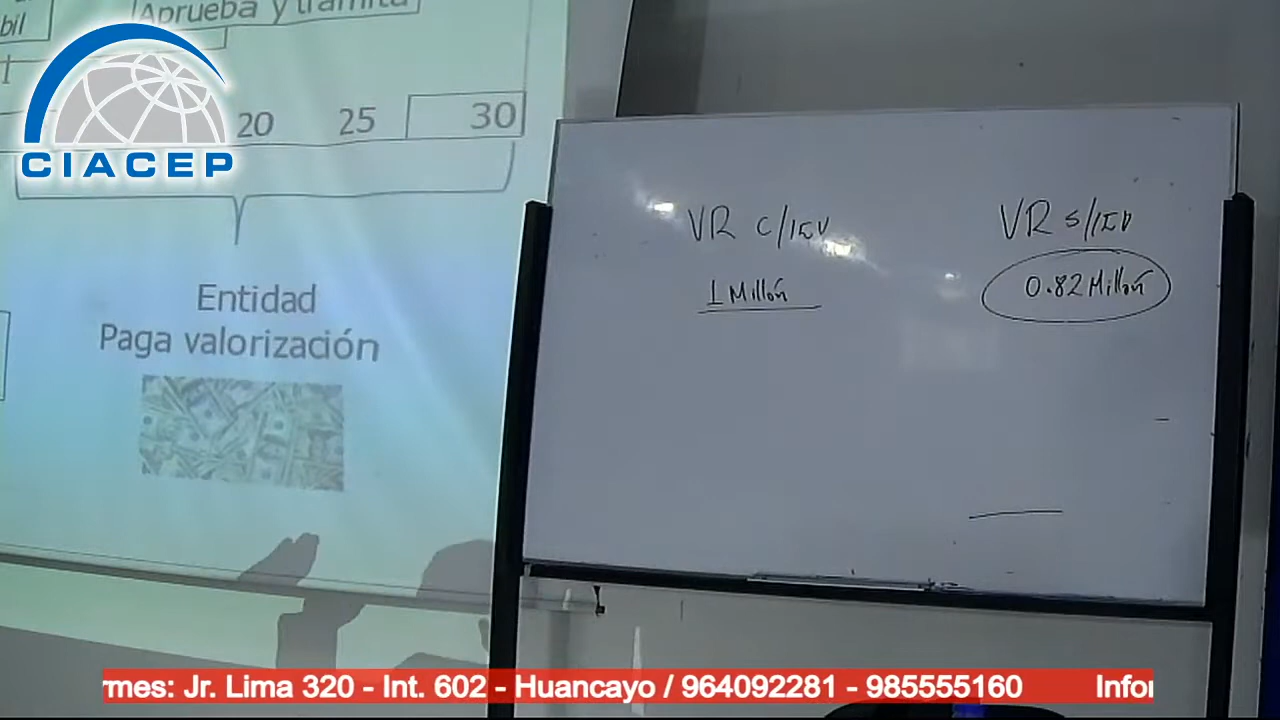 bil
Aprueba y tramita
CIACEP
20 25 30
Entidad
Paga valorización
VR C/IGV
1 Millón
VR S/IGV
0.82 Millón
rmes: Jr. Lima 320 - Int. 602 - Huancayo / 964092281 - 985555160 Infor